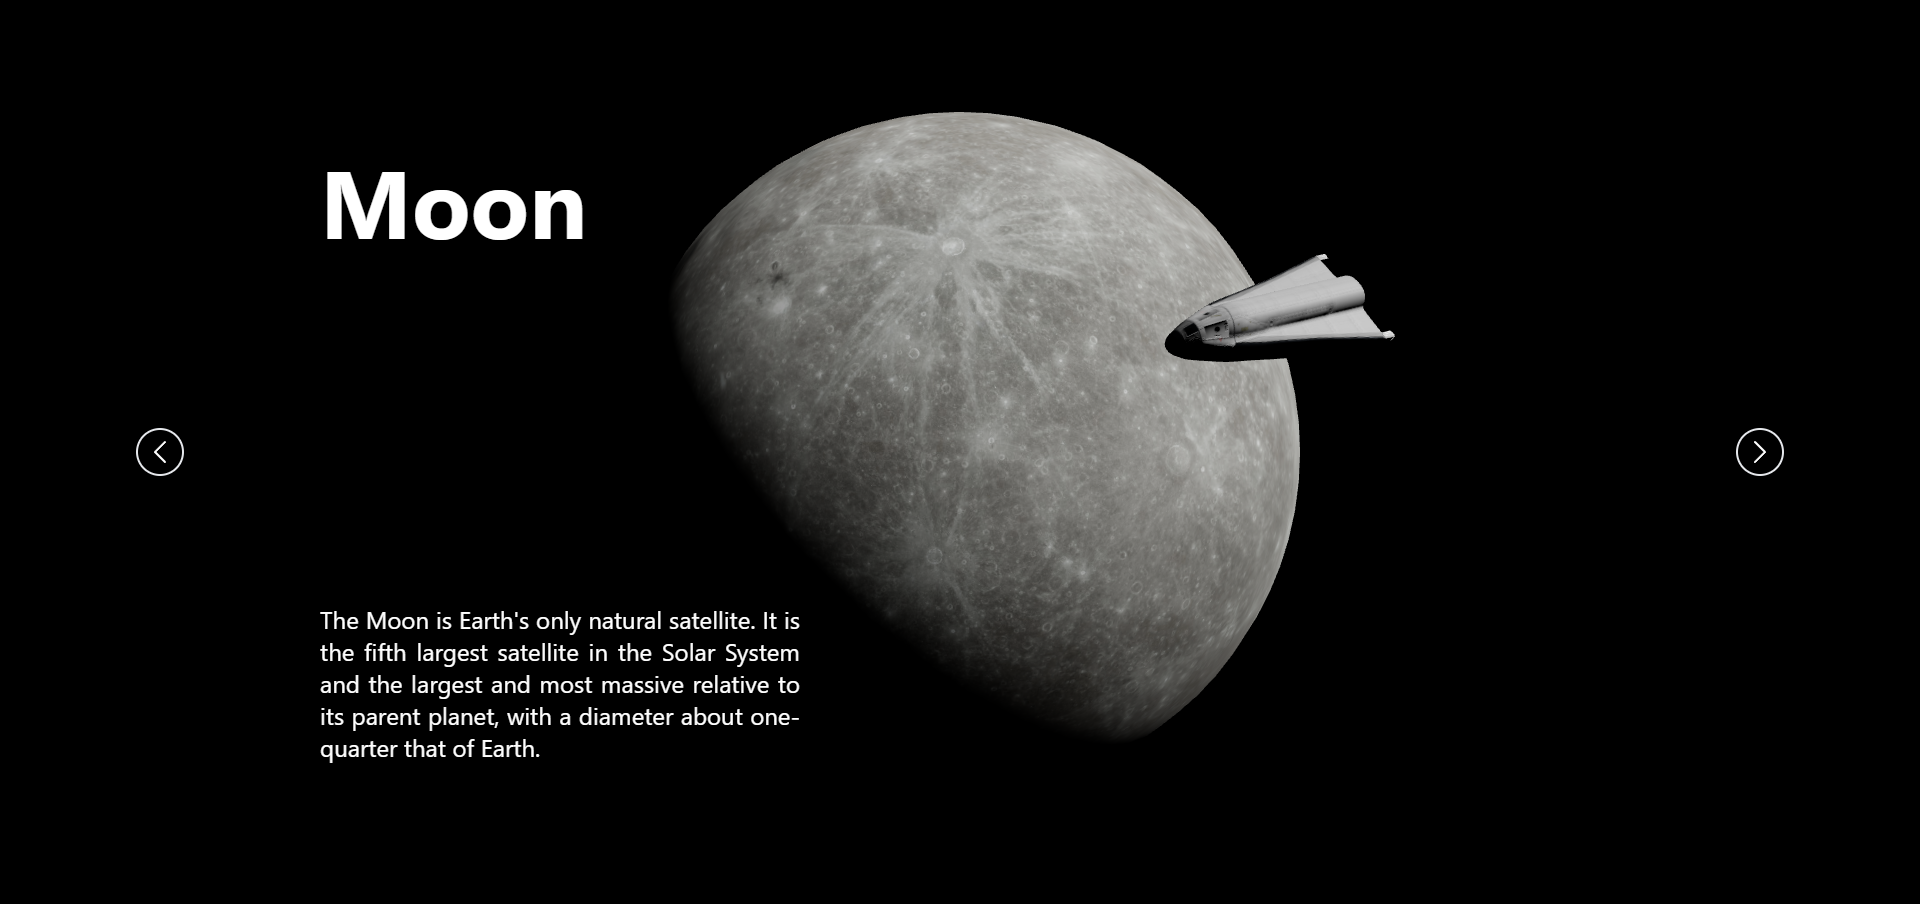 Moon
The Moon is Earth's only natural satellite. It is
the fifth largest satellite in the Solar System
and the largest and most massive relative to
its parent planet, with a diameter about one-
quarter that of Earth.